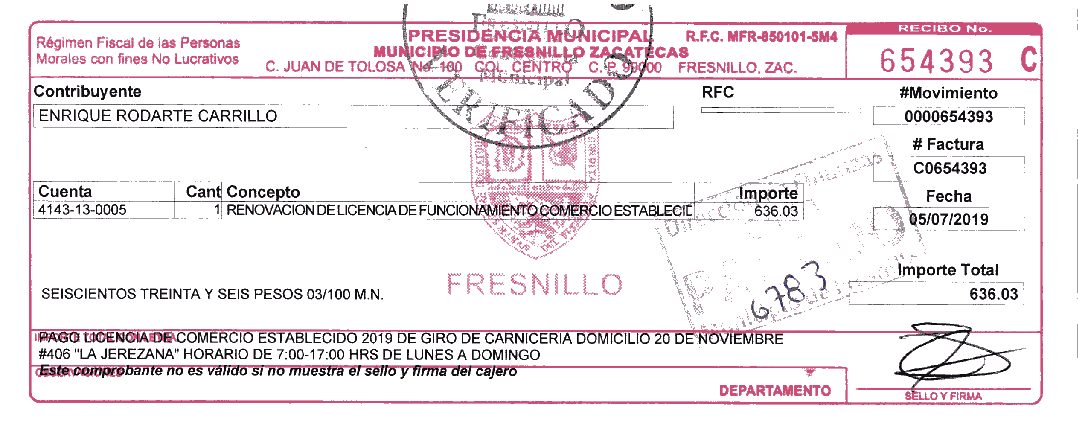 PRESIDENCIA MUNICIPAL
R.F.C. MFR-850101-5M4
RECIBO No.
Régimen Fiscal de las Personas
Morales con fines No Lucrativos
MUNICIPIO DE FRESNILLO ZACATECAS
C. JUAN DE TOLOSA No. 100 COL. CENTRO C.P. 99000 FRESNILLO, ZAC.
654393 C
Municipal
VERIFICADO
Contribuyente
RFC
#Movimiento
ENRIQUE RODARTE CARRILLO
0000654393
# Factura
C0654393
Cuenta Cant Concepto Importe
Fecha
4143-13-0005 1 RENOVACION DE LICENCIA DE FUNCIONAMIENTO COMERCIO ESTABLECID 636.03
05/07/2019
Importe Total
636.03
FRESNILLO
6783
SEISCIENTOS TREINTA Y SEIS PESOS 03/100 M.N.
PAGO LICENCIA DE COMERCIO ESTABLECIDO 2019 DE GIRO DE CARNICERIA DOMICILIO 20 DE NOVIEMBRE
#406 "LA JEREZANA" HORARIO DE 7:00-17:00 HRS DE LUNES A DOMINGO
Este comprobante no es válido si no muestra el sello y firma del cajero
DEPARTAMENTO
SELLO Y FIRMA